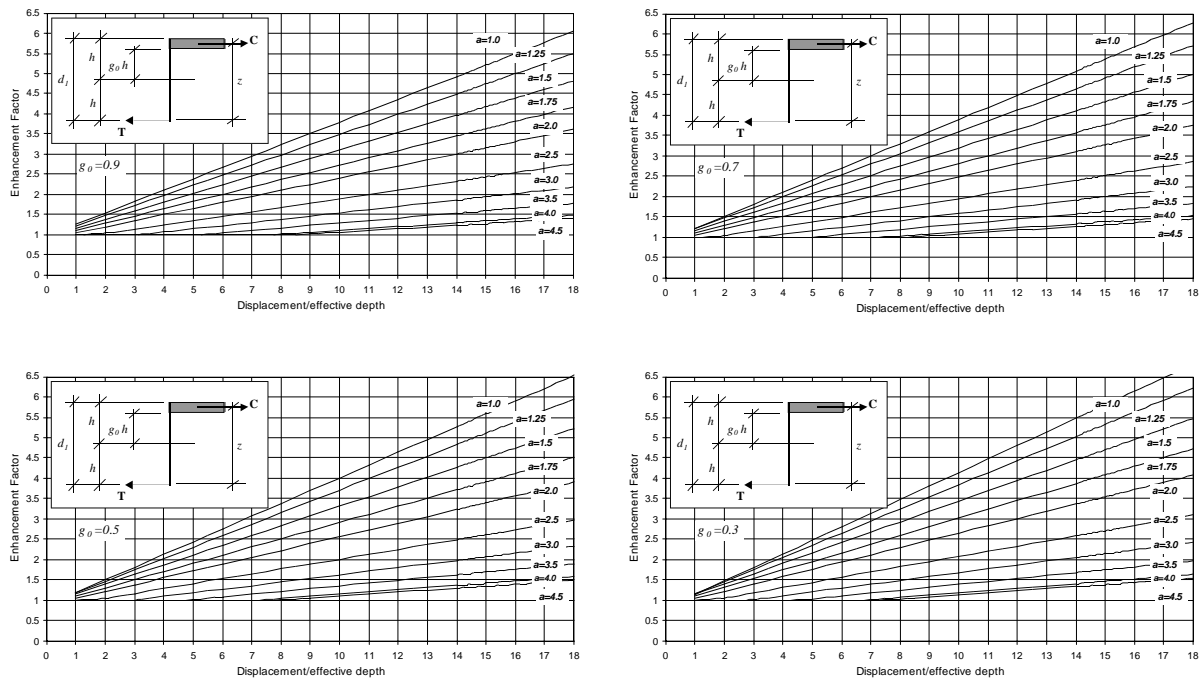 Enhancement Factor
6.5
6
5.5
5
4.5
4
3.5
3
2.5
2
1.5
1
0.5
0
d₁
h
h
g₀ h
C
z
T
g₀ =0.9
a=1.0
a=1.25
a=1.5
a=1.75
a=2.0
a=2.5
a=3.0
a=3.5
a=4.0
a=4.5
0 1 2 3 4 5 6 7 8 9 10 11 12 13 14 15 16 17 18
Displacement/effective depth
Enhancement Factor
6.5
6
5.5
5
4.5
4
3.5
3
2.5
2
1.5
1
0.5
0
d₁
h
h
g₀ h
C
z
T
g₀ =0.7
a=1.0
a=1.25
a=1.5
a=1.75
a=2.0
a=2.5
a=3.0
a=3.5
a=4.0
a=4.5
0 1 2 3 4 5 6 7 8 9 10 11 12 13 14 15 16 17 18
Displacement/effective depth
Enhancement Factor
6.5
6
5.5
5
4.5
4
3.5
3
2.5
2
1.5
1
0.5
0
d₁
h
h
g₀ h
C
z
T
g₀ =0.5
a=1.0
a=1.25
a=1.5
a=1.75
a=2.0
a=2.5
a=3.0
a=3.5
a=4.0
a=4.5
0 1 2 3 4 5 6 7 8 9 10 11 12 13 14 15 16 17 18
Displacement/effective depth
Enhancement Factor
6.5
6
5.5
5
4.5
4
3.5
3
2.5
2
1.5
1
0.5
0
d₁
h
h
g₀ h
C
z
T
g₀ =0.3
a=1.0
a=1.25
a=1.5
a=1.75
a=2.0
a=2.5
a=3.0
a=3.5
a=4.0
a=4.5
0 1 2 3 4 5 6 7 8 9 10 11 12 13 14 15 16 17 18
Displacement/effective depth